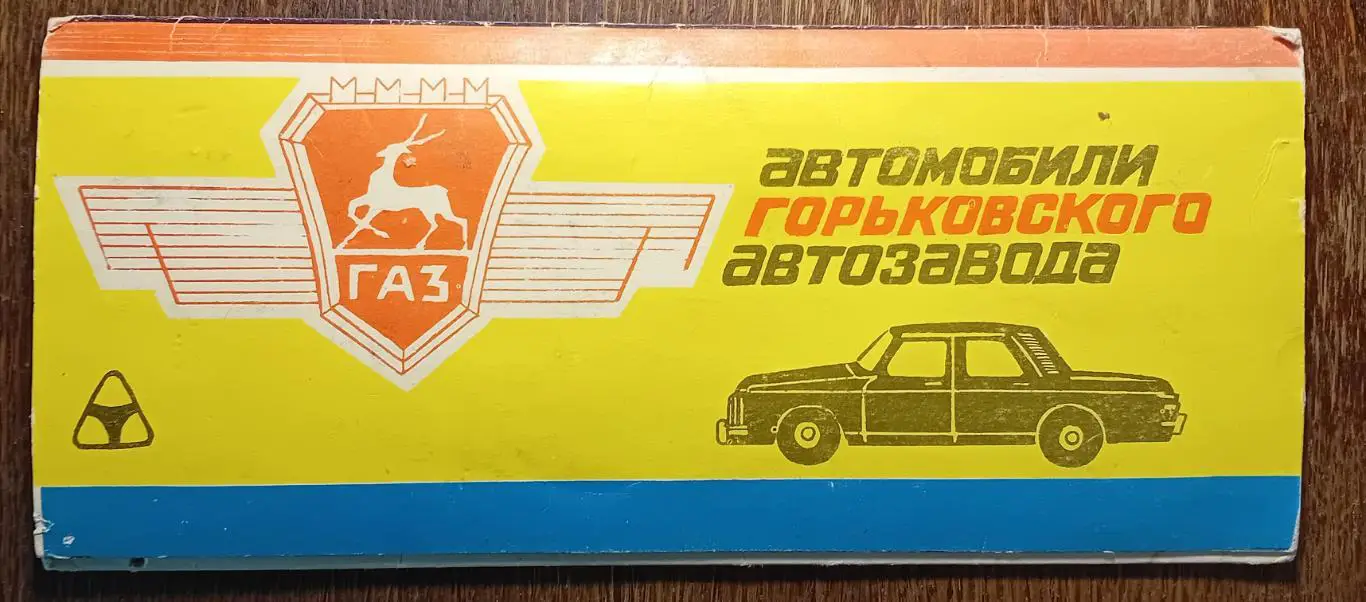 ГАЗ
автомобили
горьковского
автозавода